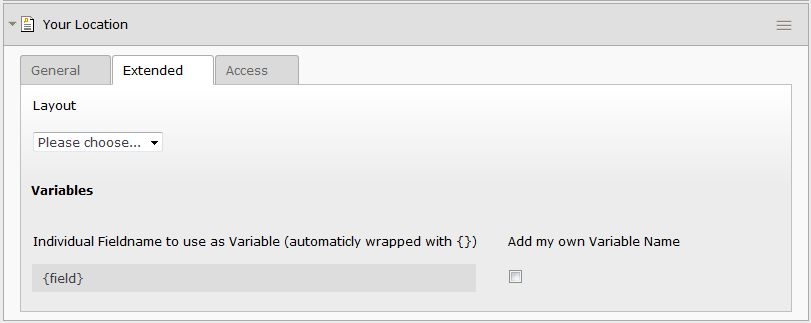 Your Location
General Extended Access
Layout
Please choose...
Variables
Individual Fieldname to use as Variable (automaticly wrapped with {}) Add my own Variable Name
{field}